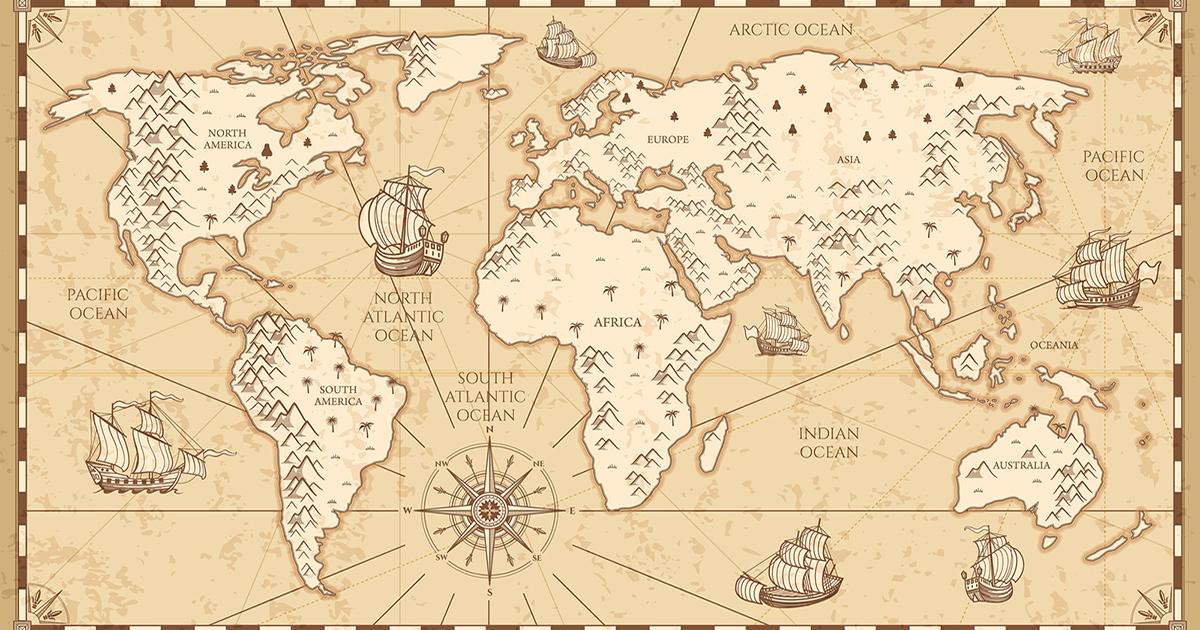 ARCTIC OCEAN
NORTH
AMERICA
EUROPE
ASIA
PACIFIC
OCEAN
PACIFIC
OCEAN
NORTH
ATLANTIC
OCEAN
AFRICA
OCEANIA
SOUTH
AMERICA
SOUTH
ATLANTIC
OCEAN
INDIAN
OCEAN
AUSTRALIA
N
NW
NE
W
E
SW
SE
S